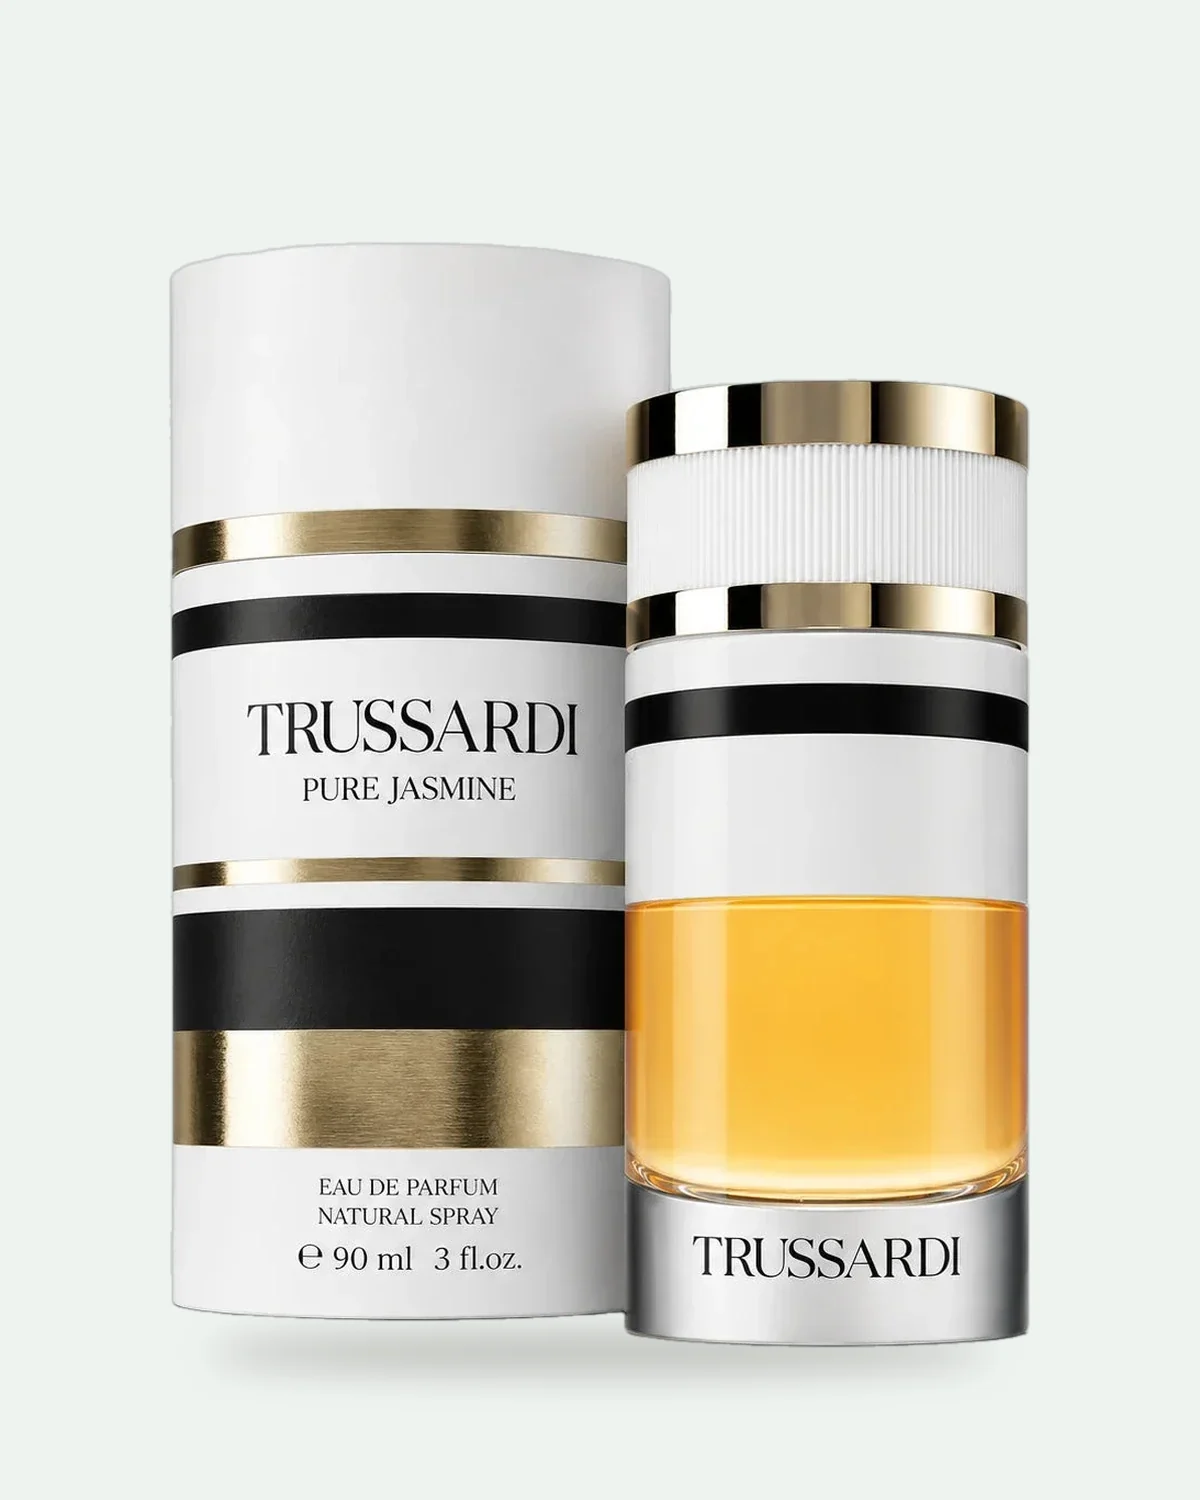 TRUSSARDI
PURE JASMINE
EAU DE PARFUM
NATURAL SPRAY
℮ 90 ml 3 fl.oz.
TRUSSARDI